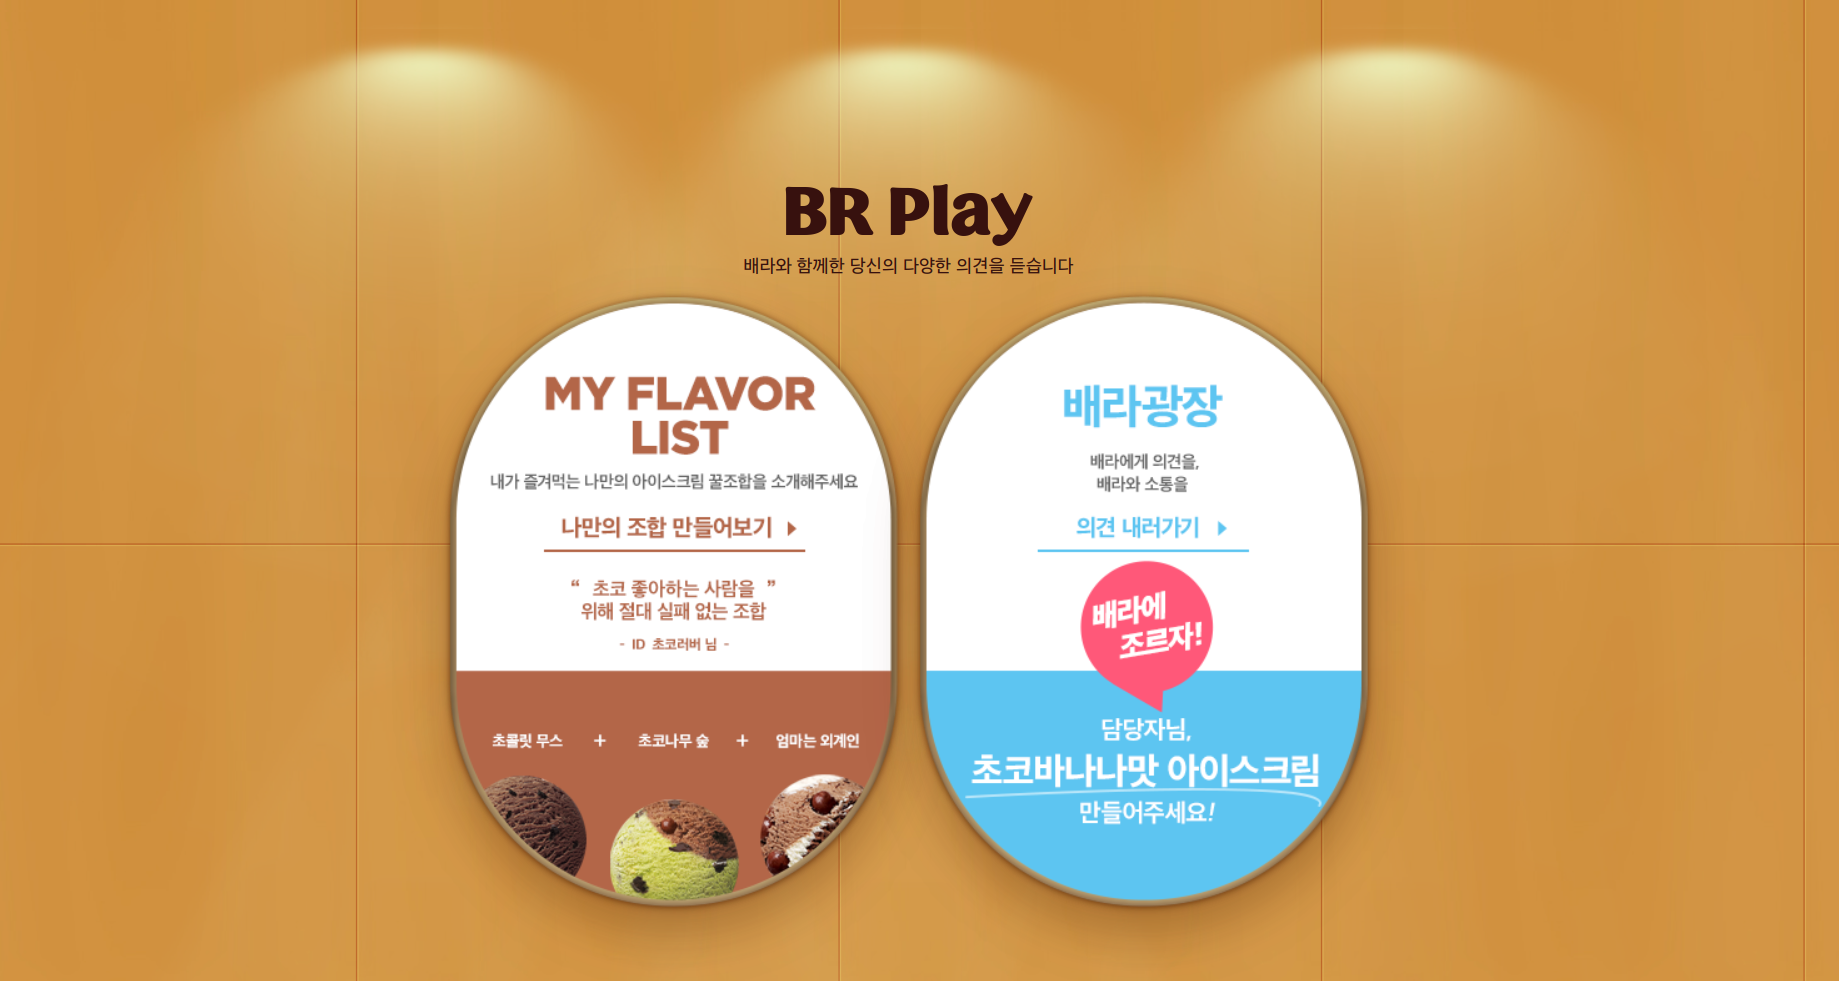 BR Play
배라와 함께한 당신의 다양한 의견을 듣습니다
MY FLAVOR
LIST
내가 즐겨먹는 나만의 아이스크림 꿀조합을 소개해주세요
나만의 조합 만들어보기
“ 초코 좋아하는 사람을 ”
위해 절대 실패 없는 조합
- ID 초코러버 님 -
초콜릿 무스 + 초코나무 숲 + 엄마는 외계인
배라광장
배라에게 의견을,
배라와 소통을
의견 내러가기
배라에
조르자!
담당자님,
초코바나나맛 아이스크림
만들어주세요!